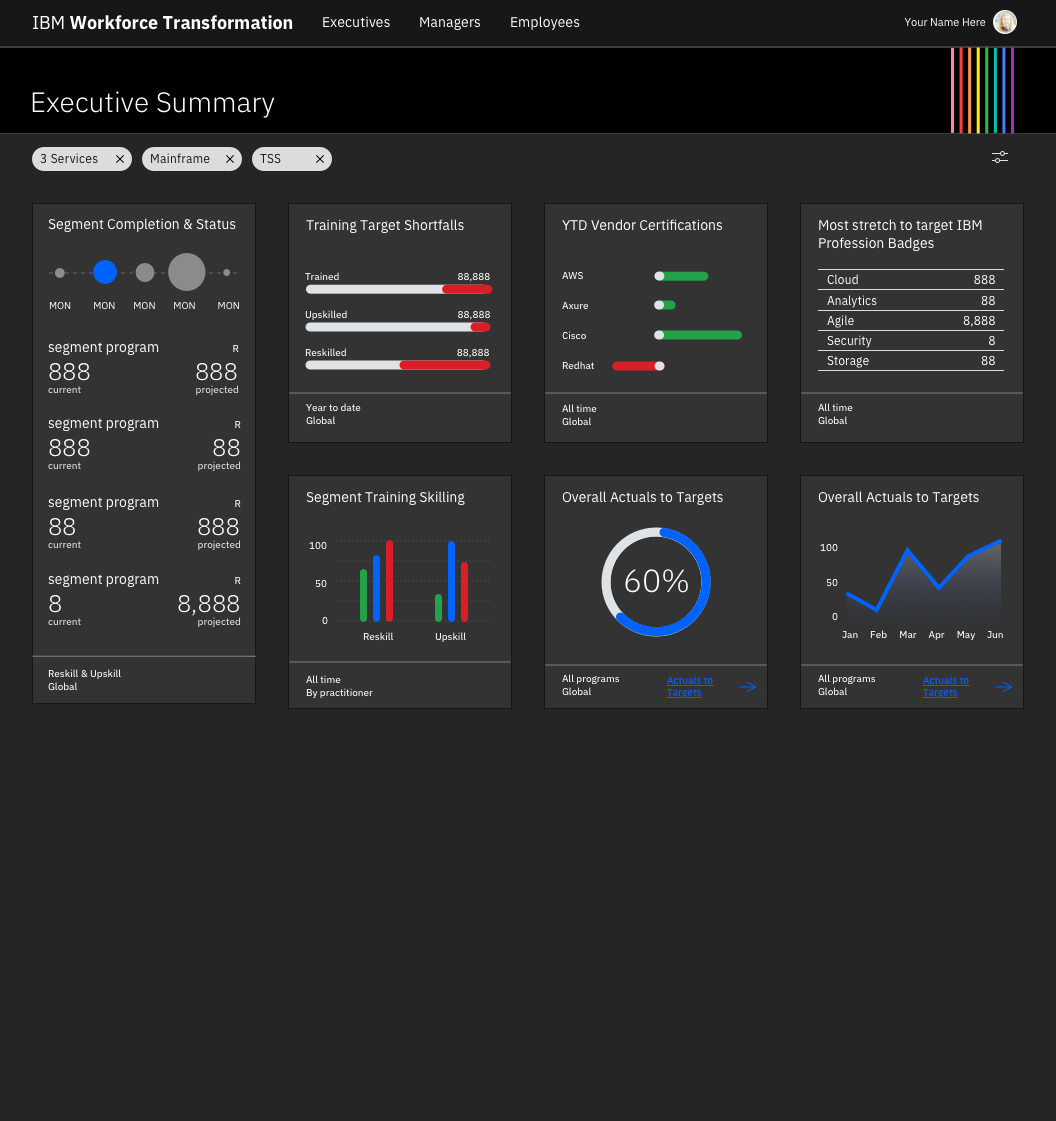 IBM Workforce Transformation
Executives
Managers
Employees
Your Name Here
Executive Summary
3 Services
Mainframe
TSS
Segment Completion & Status
MON MON MON MON MON
segment program R
888 888
current projected
segment program R
888 88
current projected
segment program R
88 888
current projected
segment program R
8 8,888
current projected
Reskill & Upskill
Global
Training Target Shortfalls
Trained 88,888
Upskilled 88,888
Reskilled 88,888
Year to date
Global
YTD Vendor Certifications
AWS
Axure
Cisco
Redhat
All time
Global
Most stretch to target IBM
Profession Badges
Cloud 888
Analytics 88
Agile 8,888
Security 8
Storage 88
All time
Global
Segment Training Skilling
100
50
0
Reskill Upskill
All time
By practitioner
Overall Actuals to Targets
60%
All programs
Global
Actuals to
Targets
Overall Actuals to Targets
100
50
0
Jan Feb Mar Apr May Jun
All programs
Global
Actuals to
Targets